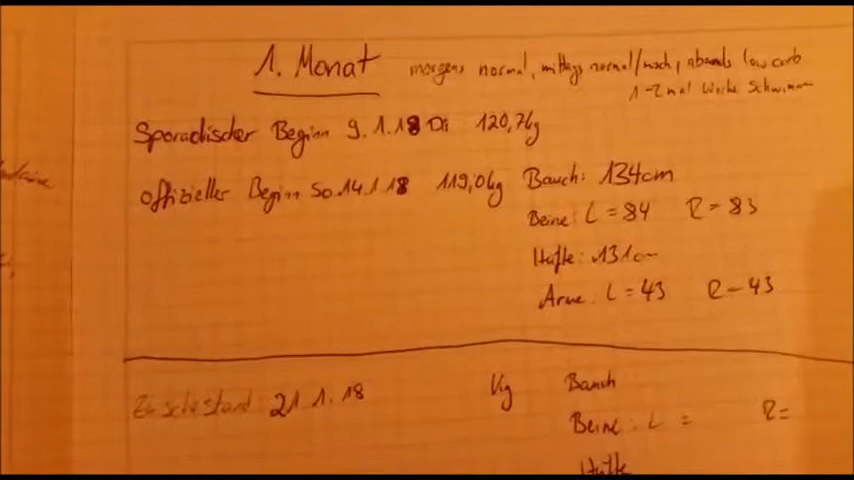 1. Monat morgens normal, mittags normal/nach, abends low carb
1-2 mal Woche Schwimmen
Sporadischer Beginn 9.1.18 Di 120,7kg
offizieller Beginn So.14.1.18 119,0kg Bauch: 134cm
Beine: L = 84 R = 83
Hüfte: 131cm
Arme: L = 43 R = 43
21.1.18 kg Bauch
Beine: L = R =
Hüfte